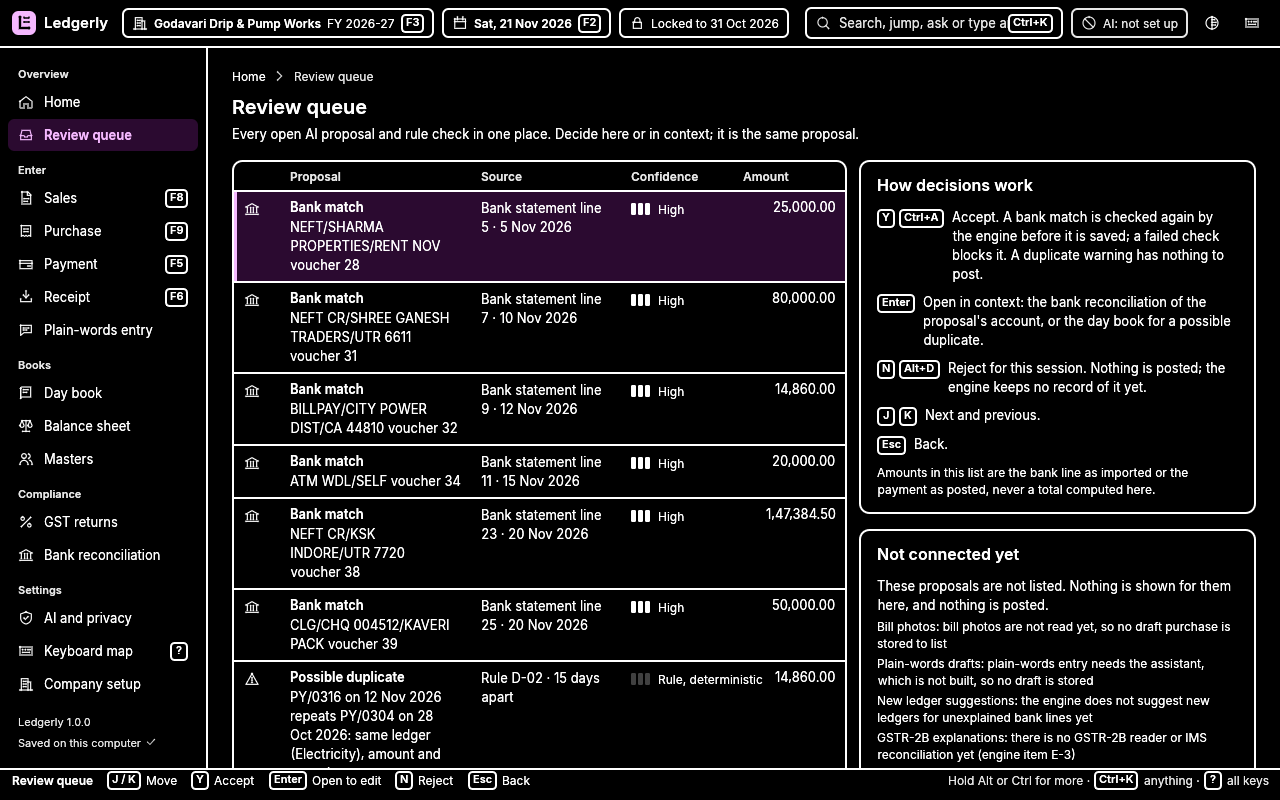 Ledgerly
Godavari Drip & Pump Works FY 2026-27 F3
Sat, 21 Nov 2026 F2
Locked to 31 Oct 2026
Search, jump, ask or type a Ctrl+K
AI: not set up
Overview
Home
Review queue
Enter
Sales F8
Purchase F9
Payment F5
Receipt F6
Plain-words entry
Books
Day book
Balance sheet
Masters
Compliance
GST returns
Bank reconciliation
Settings
AI and privacy
Keyboard map ?
Company setup
Ledgerly 1.0.0
Saved on this computer
Home > Review queue
Review queue
Every open AI proposal and rule check in one place. Decide here or in context; it is the same proposal.
Proposal Source Confidence Amount
Bank match
NEFT/SHARMA
PROPERTIES/RENT NOV
voucher 28
Bank statement line
5 · 5 Nov 2026
High
25,000.00
Bank match
NEFT CR/SHREE GANESH
TRADERS/UTR 6611
voucher 31
Bank statement line
7 · 10 Nov 2026
High
80,000.00
Bank match
BILLPAY/CITY POWER
DIST/CA 44810 voucher 32
Bank statement line
9 · 12 Nov 2026
High
14,860.00
Bank match
ATM WDL/SELF voucher 34
Bank statement line
11 · 15 Nov 2026
High
20,000.00
Bank match
NEFT CR/KSK
INDORE/UTR 7720
voucher 38
Bank statement line
23 · 20 Nov 2026
High
1,47,384.50
Bank match
CLG/CHQ 004512/KAVERI
PACK voucher 39
Bank statement line
25 · 20 Nov 2026
High
50,000.00
Possible duplicate
PY/0316 on 12 Nov 2026
repeats PY/0304 on 28
Oct 2026: same ledger
(Electricity), amount and
Rule D-02 · 15 days
apart
Rule, deterministic
14,860.00
How decisions work
Y Ctrl+A Accept. A bank match is checked again by
the engine before it is saved; a failed check
blocks it. A duplicate warning has nothing to
post.
Enter Open in context: the bank reconciliation of the
proposal's account, or the day book for a possible
duplicate.
N Alt+D Reject for this session. Nothing is posted; the
engine keeps no record of it yet.
J K Next and previous.
Esc Back.
Amounts in this list are the bank line as imported or the
payment as posted, never a total computed here.
Not connected yet
These proposals are not listed. Nothing is shown for them
here, and nothing is posted.
Bill photos: bill photos are not read yet, so no draft purchase is
stored to list
Plain-words drafts: plain-words entry needs the assistant,
which is not built, so no draft is stored
New ledger suggestions: the engine does not suggest new
ledgers for unexplained bank lines yet
GSTR-2B explanations: there is no GSTR-2B reader or IMS
reconciliation yet (engine item E-3)
Review queue J / K Move Y Accept Enter Open to edit N Reject Esc Back
Hold Alt or Ctrl for more · Ctrl+K anything · ? all keys